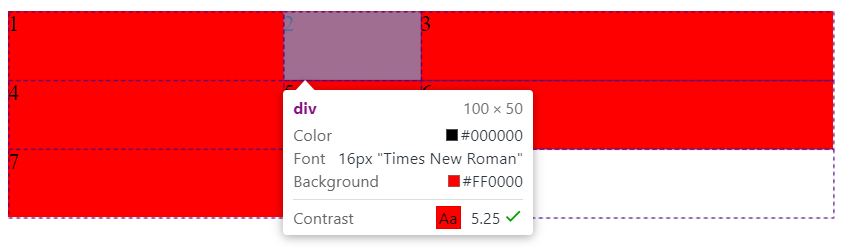 1 2 3
4
7
div 100 × 50
Color #000000
Font 16px "Times New Roman"
Background #FF0000
Contrast Aa 5.25